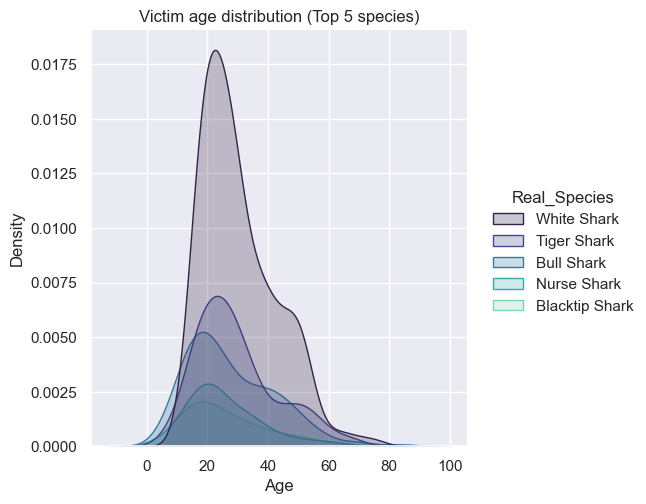 Victim age distribution (Top 5 species)
0.0175
0.0150
0.0125
0.0100
0.0075
0.0050
0.0025
0.0000
Density
0 20 40 60 80 100
Age
Real_Species
White Shark
Tiger Shark
Bull Shark
Nurse Shark
Blacktip Shark